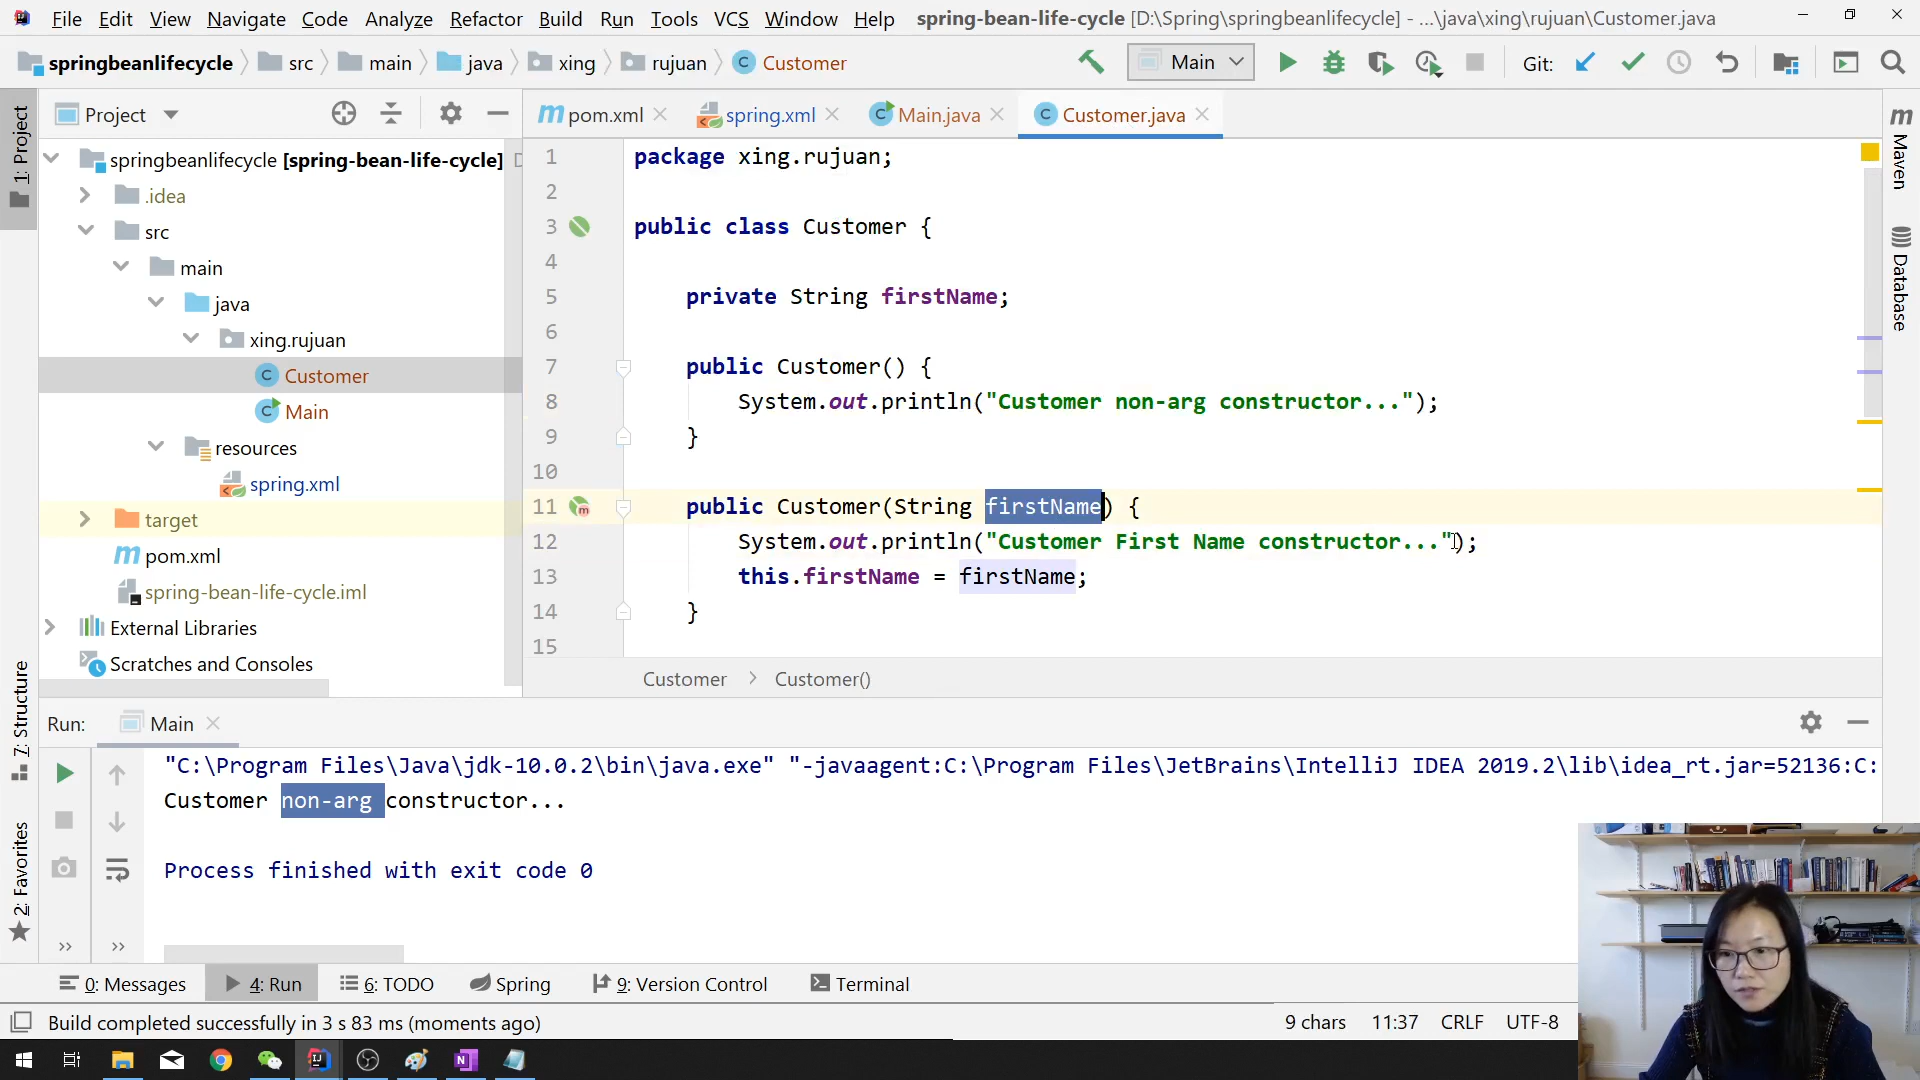 File Edit View Navigate Code Analyze Refactor Build Run Tools VCS Window Help spring-bean-life-cycle [D:\Spring\springbeanlifecycle] - ...\java\xing\rujuan\Customer.java
springbeanlifecycle src main java xing rujuan Customer Main Git:
Project
pom.xml spring.xml Main.java Customer.java
springbeanlifecycle [spring-bean-life-cycle]
.idea
src
main
java
xing.rujuan
Customer
Main
resources
spring.xml
target
pom.xml
spring-bean-life-cycle.iml
External Libraries
Scratches and Consoles
1: Project
7: Structure
2: Favorites
1 package xing.rujuan;
2
3 public class Customer {
4
5 private String firstName;
6
7 public Customer() {
8 System.out.println("Customer non-arg constructor...");
9 }
10
11 public Customer(String firstName) {
12 System.out.println("Customer First Name constructor...");
13 this.firstName = firstName;
14 }
15
Customer Customer()
Maven
Database
Run: Main
"C:\Program Files\Java\jdk-10.0.2\bin\java.exe" "-javaagent:C:\Program Files\JetBrains\IntelliJ IDEA 2019.2\lib\idea_rt.jar=52136:C:
Customer non-arg constructor...
Process finished with exit code 0
0: Messages 4: Run 6: TODO Spring 9: Version Control Terminal
Build completed successfully in 3 s 83 ms (moments ago) 9 chars 11:37 CRLF UTF-8